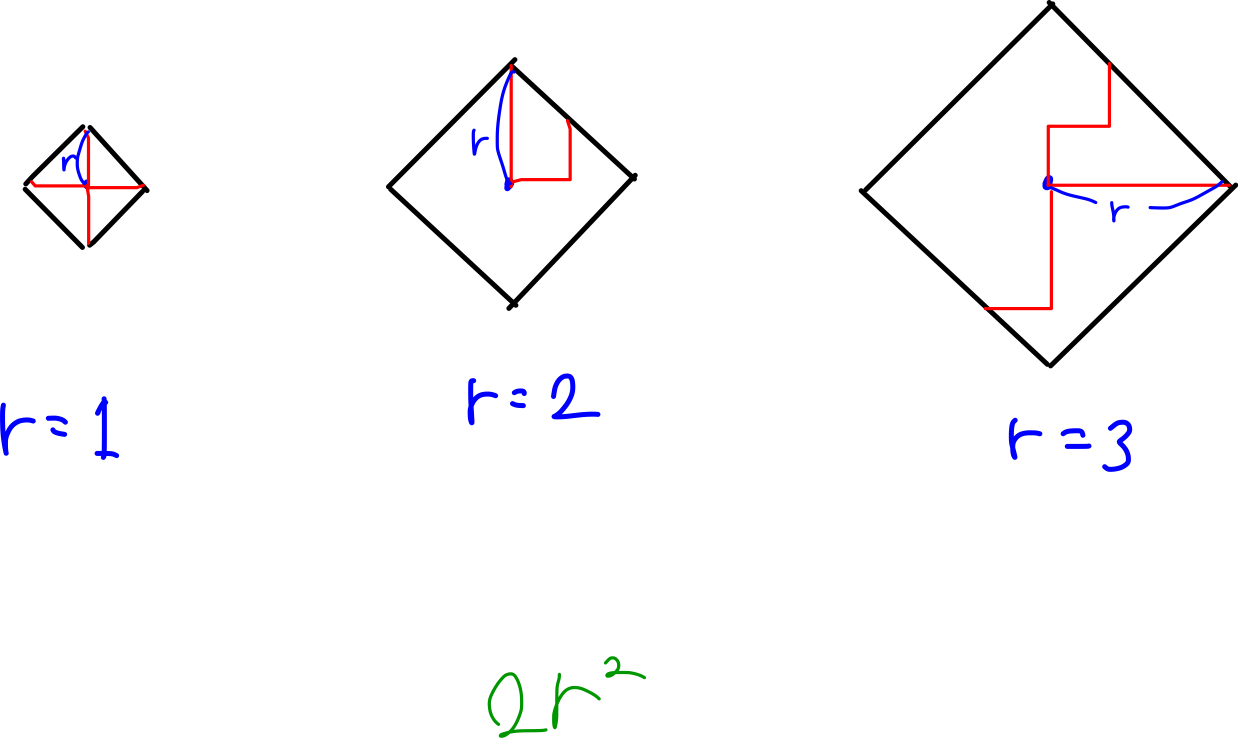 r
r
r
r = 1
r = 2
r = 3
2r²